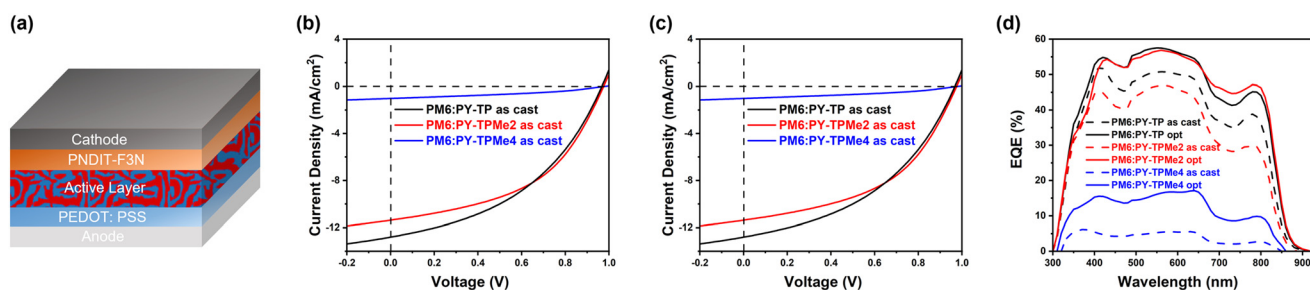 (a)
Cathode
PNDIT-F3N
Active Layer
PEDOT: PSS
Anode
(b)
Current Density (mA/cm²)
4
0
-4
-8
-12
PM6:PY-TP as cast
PM6:PY-TPMe2 as cast
PM6:PY-TPMe4 as cast
-0.2 0.0 0.2 0.4 0.6 0.8 1.0
Voltage (V)
(c)
Current Density (mA/cm²)
4
0
-4
-8
-12
PM6:PY-TP as cast
PM6:PY-TPMe2 as cast
PM6:PY-TPMe4 as cast
-0.2 0.0 0.2 0.4 0.6 0.8 1.0
Voltage (V)
(d)
EQE (%)
60
50
40
30
20
10
0
PM6:PY-TP as cast
PM6:PY-TP opt
PM6:PY-TPMe2 as cast
PM6:PY-TPMe2 opt
PM6:PY-TPMe4 as cast
PM6:PY-TPMe4 opt
300 400 500 600 700 800 900
Wavelength (nm)